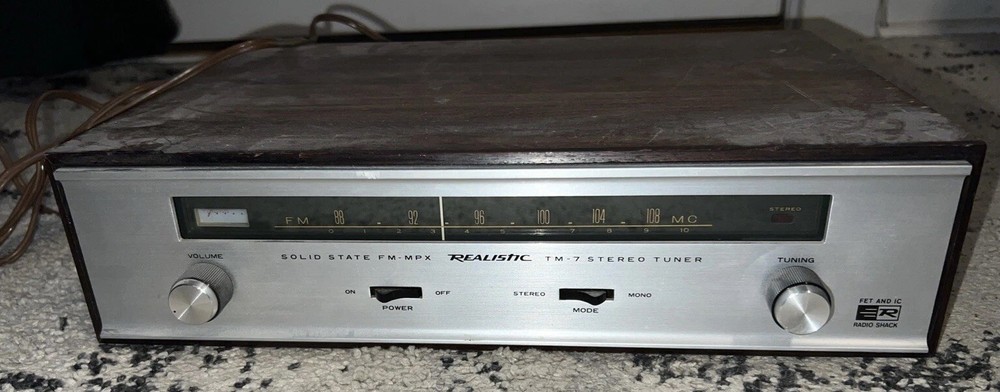 STEREO
FM 88 92 96 100 104 108 MC
0 1 2 3 4 5 6 7 8 9 10
VOLUME
SOLID STATE FM-MPX REALISTIC TM-7 STEREO TUNER
TUNING
ON OFF
POWER
STEREO MONO
MODE
FET AND IC
R
RADIO SHACK